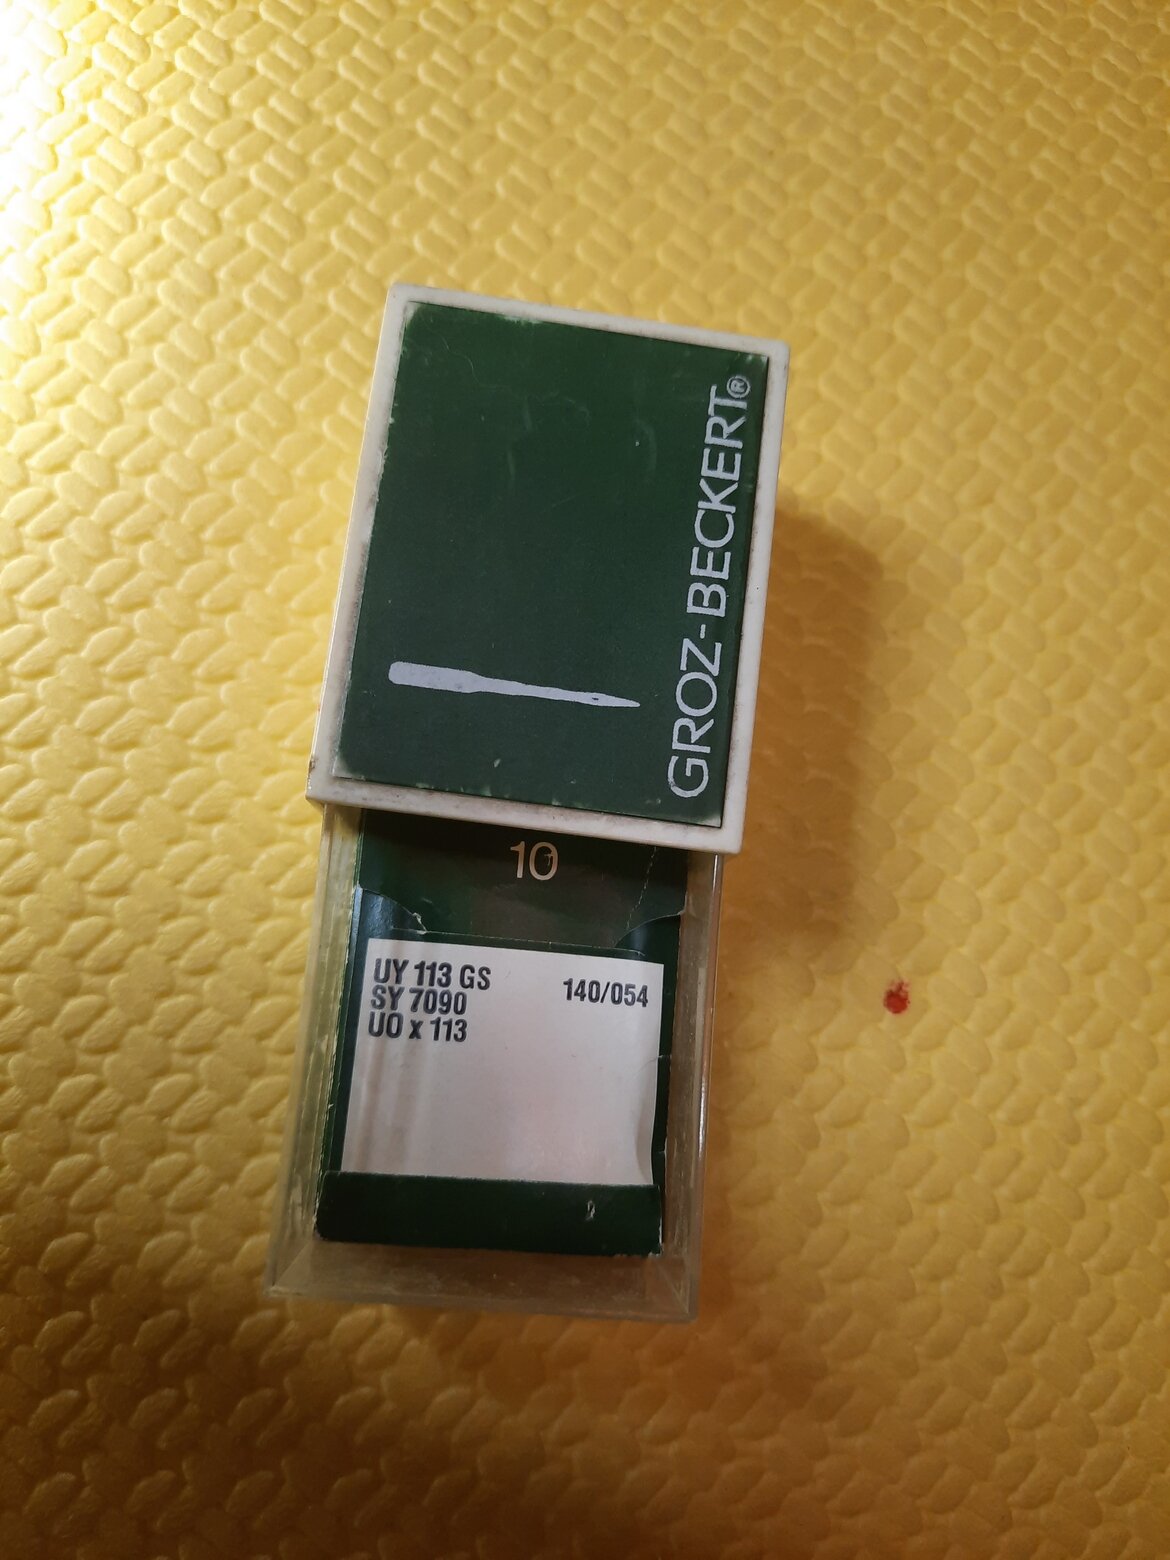 GROZ-BECKERT®
10
UY 113 GS 140/054
SY 7090
UO x 113